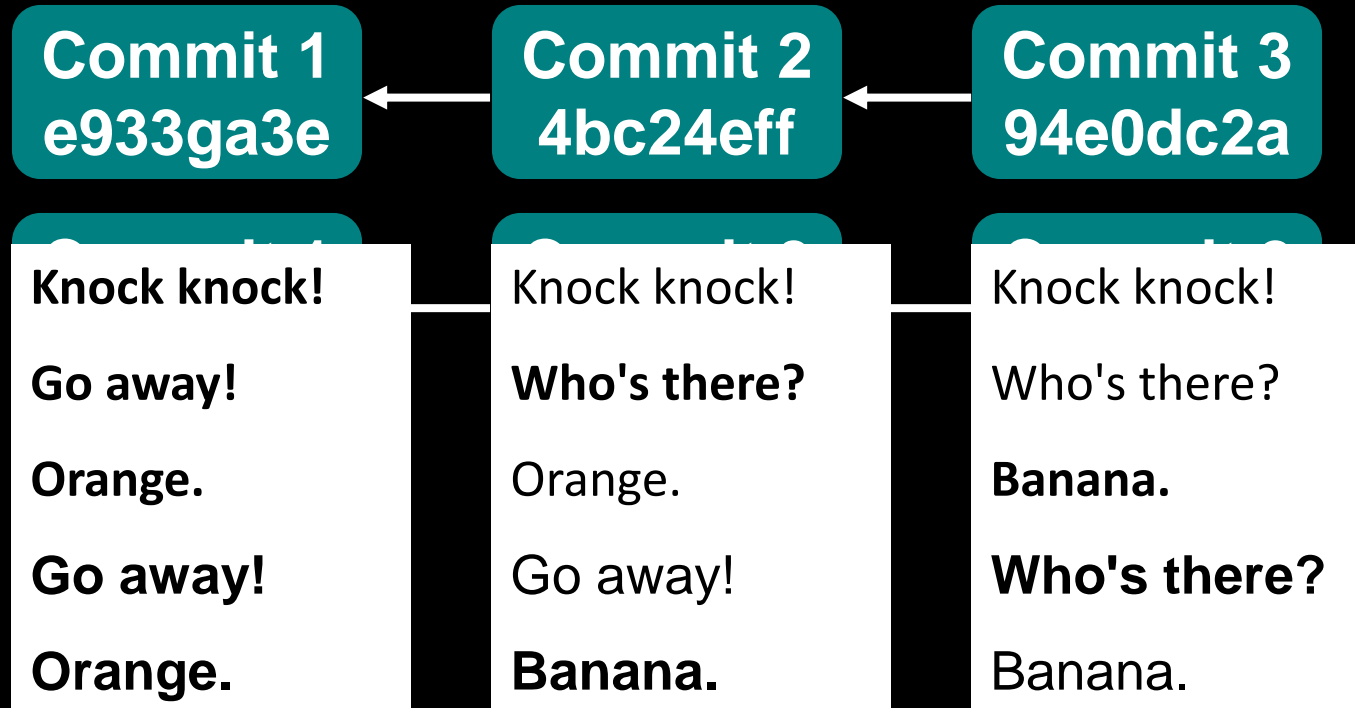 Commit 1
e933ga3e
Commit 2
4bc24eff
Commit 3
94e0dc2a
Knock knock!
Go away!
Orange.
Go away!
Orange.
Knock knock!
Who's there?
Orange.
Go away!
Banana.
Knock knock!
Who's there?
Banana.
Who's there?
Banana.